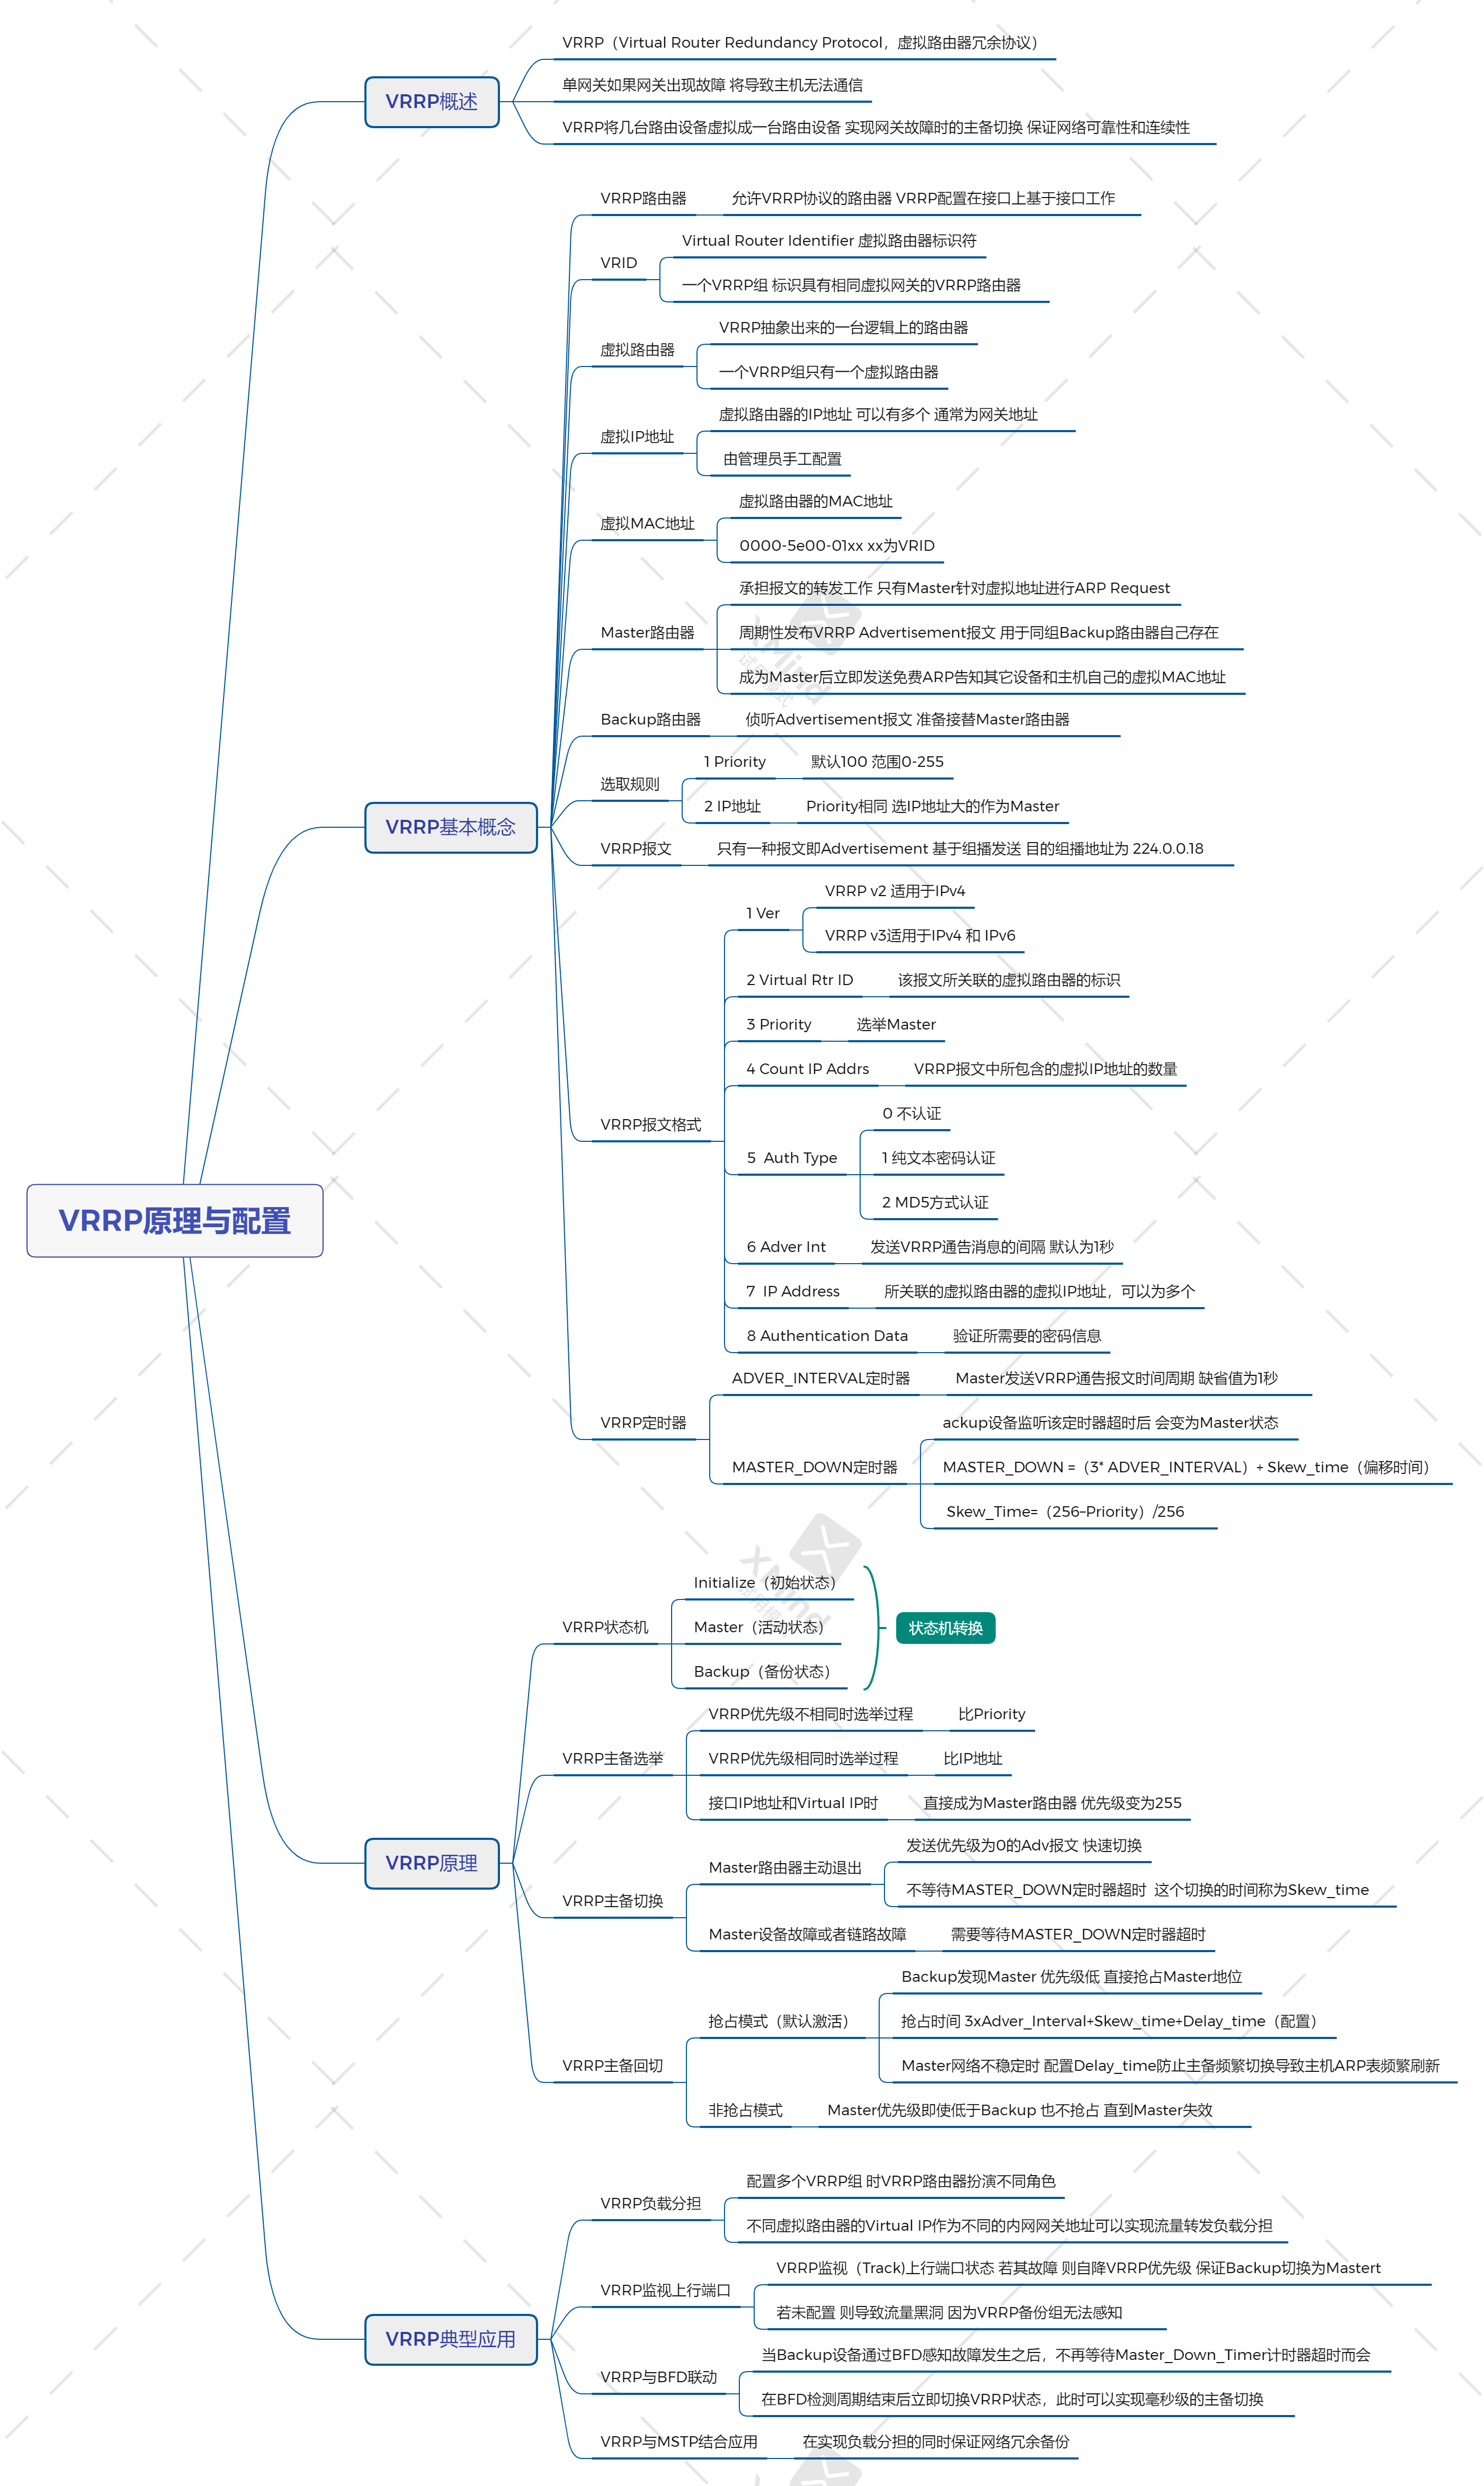 VRRP原理与配置
VRRP概述
VRRP（Virtual Router Redundancy Protocol，虚拟路由器冗余协议）
单网关如果网关出现故障 将导致主机无法通信
VRRP将几台路由设备虚拟成一台路由设备 实现网关故障时的主备切换 保证网络可靠性和连续性
VRRP基本概念
VRRP路由器
允许VRRP协议的路由器 VRRP配置在接口上基于接口工作
VRID
Virtual Router Identifier 虚拟路由器标识符
一个VRRP组 标识具有相同虚拟网关的VRRP路由器
虚拟路由器
VRRP抽象出来的一台逻辑上的路由器
一个VRRP组只有一个虚拟路由器
虚拟IP地址
虚拟路由器的IP地址 可以有多个 通常为网关地址
由管理员手工配置
虚拟MAC地址
虚拟路由器的MAC地址
0000-5e00-01xx xx为VRID
Master路由器
承担报文的转发工作 只有Master针对虚拟地址进行ARP Request
周期性发布VRRP Advertisement报文 用于同组Backup路由器自己存在
成为Master后立即发送免费ARP告知其它设备和主机自己的虚拟MAC地址
Backup路由器
侦听Advertisement报文 准备接替Master路由器
选取规则
1 Priority
默认100 范围0-255
2 IP地址
Priority相同 选IP地址大的作为Master
VRRP报文
只有一种报文即Advertisement 基于组播发送 目的组播地址为 224.0.0.18
VRRP报文格式
1 Ver
VRRP v2 适用于IPv4
VRRP v3适用于IPv4 和 IPv6
2 Virtual Rtr ID
该报文所关联的虚拟路由器的标识
3 Priority
选举Master
4 Count IP Addrs
VRRP报文中所包含的虚拟IP地址的数量
5 Auth Type
0 不认证
1 纯文本密码认证
2 MD5方式认证
6 Adver Int
发送VRRP通告消息的间隔 默认为1秒
7 IP Address
所关联的虚拟路由器的虚拟IP地址，可以为多个
8 Authentication Data
验证所需要的密码信息
VRRP定时器
ADVER_INTERVAL定时器
Master发送VRRP通告报文时间周期 缺省值为1秒
MASTER_DOWN定时器
ackup设备监听该定时器超时后 会变为Master状态
MASTER_DOWN =（3* ADVER_INTERVAL）+ Skew_time（偏移时间）
Skew_Time=（256–Priority）/256
VRRP原理
VRRP状态机
Initialize（初始状态）
Master（活动状态）
Backup（备份状态）
状态机转换
VRRP主备选举
VRRP优先级不相同时选举过程
比Priority
VRRP优先级相同时选举过程
比IP地址
接口IP地址和Virtual IP时
直接成为Master路由器 优先级变为255
VRRP主备切换
Master路由器主动退出
发送优先级为0的Adv报文 快速切换
不等待MASTER_DOWN定时器超时 这个切换的时间称为Skew_time
Master设备故障或者链路故障
需要等待MASTER_DOWN定时器超时
VRRP主备回切
抢占模式（默认激活）
Backup发现Master 优先级低 直接抢占Master地位
抢占时间 3xAdver_Interval+Skew_time+Delay_time（配置）
Master网络不稳定时 配置Delay_time防止主备频繁切换导致主机ARP表频繁刷新
非抢占模式
Master优先级即使低于Backup 也不抢占 直到Master失效
VRRP典型应用
VRRP负载分担
配置多个VRRP组 时VRRP路由器扮演不同角色
不同虚拟路由器的Virtual IP作为不同的内网网关地址可以实现流量转发负载分担
VRRP监视上行端口
VRRP监视（Track)上行端口状态 若其故障 则自降VRRP优先级 保证Backup切换为Mastert
若未配置 则导致流量黑洞 因为VRRP备份组无法感知
VRRP与BFD联动
当Backup设备通过BFD感知故障发生之后，不再等待Master_Down_Timer计时器超时而会
在BFD检测周期结束后立即切换VRRP状态，此时可以实现毫秒级的主备切换
VRRP与MSTP结合应用
在实现负载分担的同时保证网络冗余备份
XMind
试用模式
XMind
试用模式